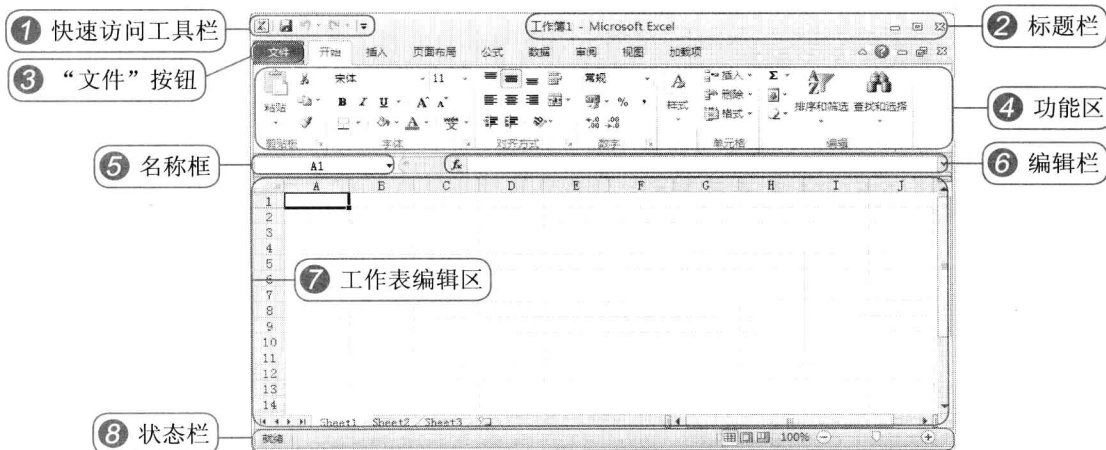 1 快速访问工具栏
工作簿1 - Microsoft Excel
2 标题栏
文件 开始 插入 页面布局 公式 数据 审阅 视图 加载项
3 “文件”按钮
宋体 11 常规 插入 Σ
粘贴 B I U A A % , 样式 删除 排序和筛选 查找和选择
A 格式
4 功能区
剪贴板 字体 对齐方式 数字 单元格 编辑
5 名称框
A1 fx
6 编辑栏
A B C D E F G H I J
1
2
3
4
5
6
7 工作表编辑区
7
8
9
10
11
12
13
14
Sheet1 Sheet2 Sheet3
8 状态栏
就绪 100%